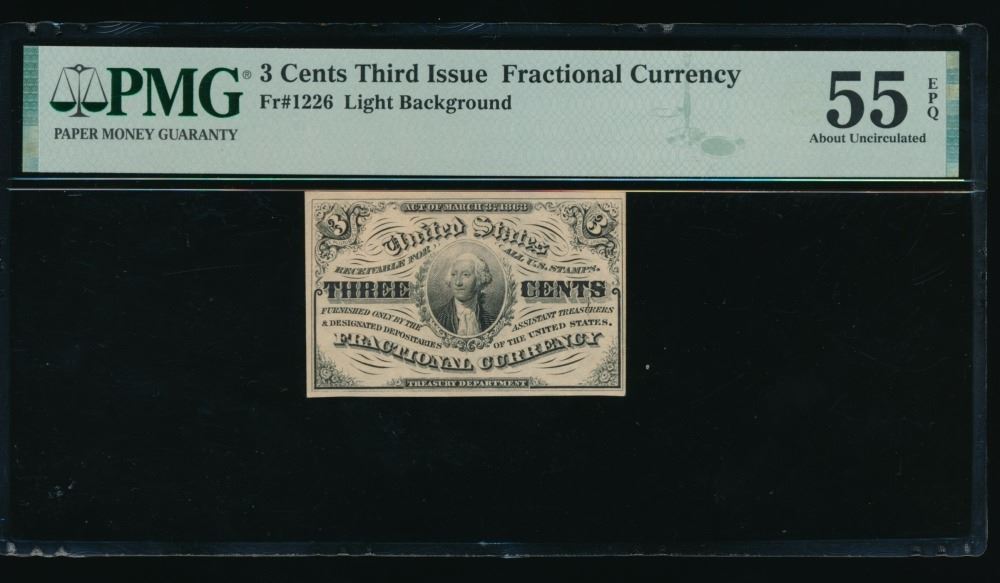 PMG® 3 Cents Third Issue Fractional Currency
Fr#1226 Light Background
PAPER MONEY GUARANTY
55 EPQ
About Uncirculated
ACT OF MARCH 3, 1863
3 3
United States
RECEIVABLE FOR ALL U.S. STAMPS.
THREE CENTS
FURNISHED ONLY BY THE ASSISTANT TREASURERS
& DESIGNATED DEPOSITARIES OF THE UNITED STATES.
FRACTIONAL CURRENCY
TREASURY DEPARTMENT